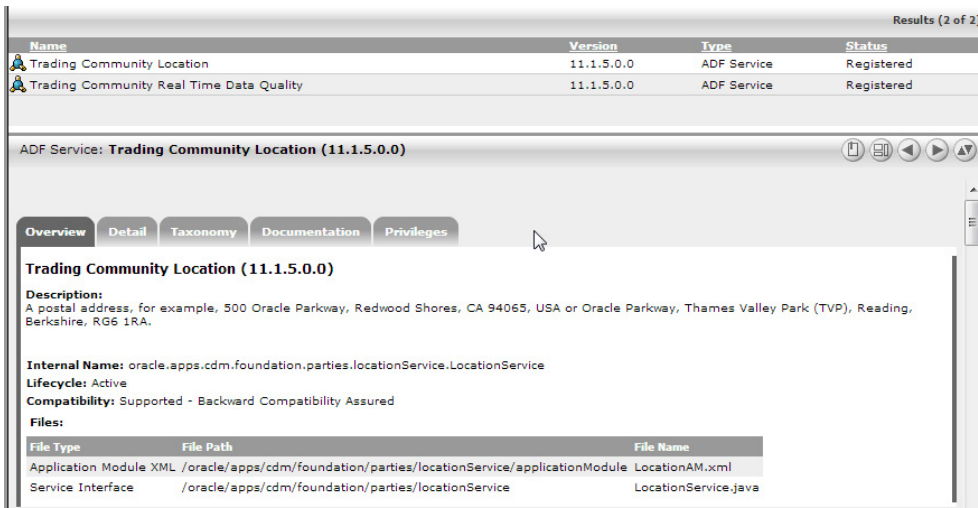 Results (2 of 2)
Name Version Type Status
Trading Community Location 11.1.5.0.0 ADF Service Registered
Trading Community Real Time Data Quality 11.1.5.0.0 ADF Service Registered
ADF Service: Trading Community Location (11.1.5.0.0)
Overview Detail Taxonomy Documentation Privileges
Trading Community Location (11.1.5.0.0)
Description:
A postal address, for example, 500 Oracle Parkway, Redwood Shores, CA 94065, USA or Oracle Parkway, Thames Valley Park (TVP), Reading,
Berkshire, RG6 1RA.
Internal Name: oracle.apps.cdm.foundation.parties.locationService.LocationService
Lifecycle: Active
Compatibility: Supported - Backward Compatibility Assured
Files:
File Type File Path File Name
Application Module XML /oracle/apps/cdm/foundation/parties/locationService/applicationModule LocationAM.xml
Service Interface /oracle/apps/cdm/foundation/parties/locationService LocationService.java